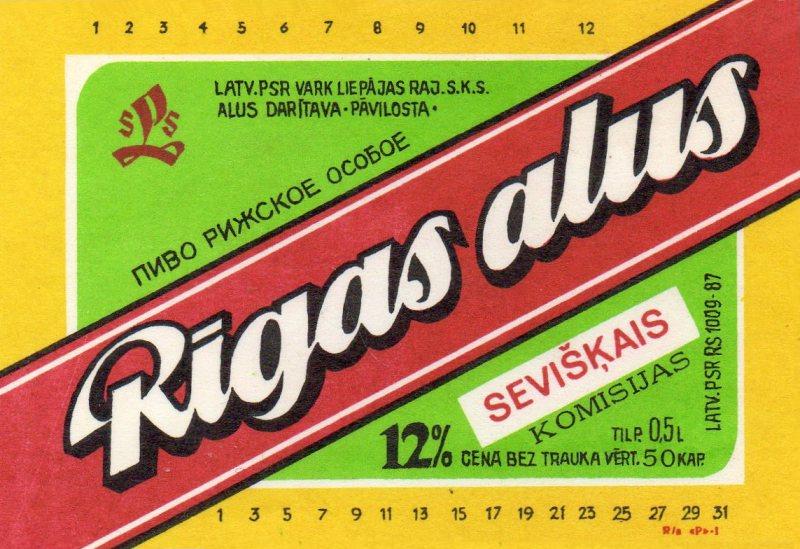 1 2 3 4 5 6 7 8 9 10 11 12
SPS
LATV.PSR VARK LIEPĀJAS RAJ.S.K.S.
ALUS DARĪTAVA·PĀVILOSTA·
ПИВО РИЖСКОЕ ОСОБОЕ
Rīgas alus
SEVIŠĶAIS
KOMISIJAS
12%
TILP. 0,5 L
CENA BEZ TRAUKA VĒRT. 50 KAP.
LATV.PSR RS 1009-87
1 3 5 7 9 11 13 15 17 19 21 23 25 27 29 31
R/a «P»-1